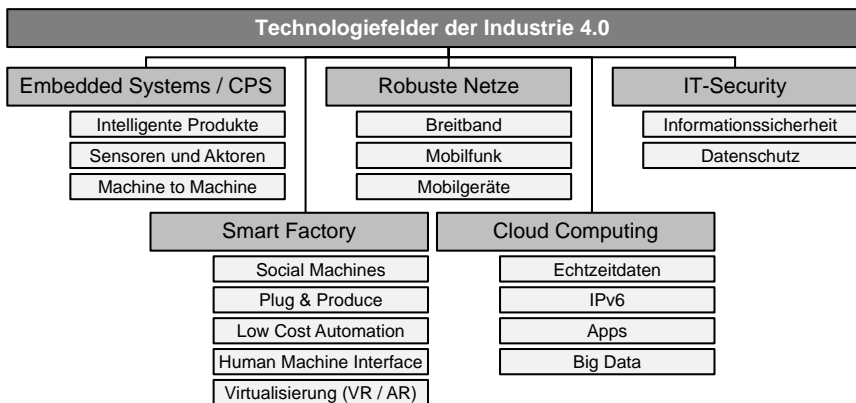 Technologiefelder der Industrie 4.0
Embedded Systems / CPS
Intelligente Produkte
Sensoren und Aktoren
Machine to Machine
Robuste Netze
Breitband
Mobilfunk
Mobilgeräte
IT-Security
Informationssicherheit
Datenschutz
Smart Factory
Social Machines
Plug & Produce
Low Cost Automation
Human Machine Interface
Virtualisierung (VR / AR)
Cloud Computing
Echtzeitdaten
IPv6
Apps
Big Data